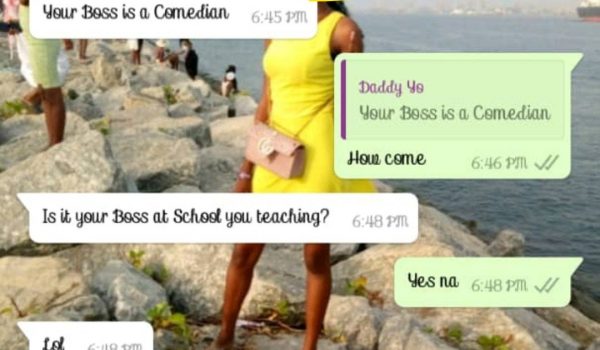 Your Boss is a Comedian 6:45 PM
Daddy Yo
Your Boss is a Comedian
How come 6:46 PM
Is it your Boss at School you teaching? 6:48 PM
Yes na 6:48 PM
Lol 6:48 PM